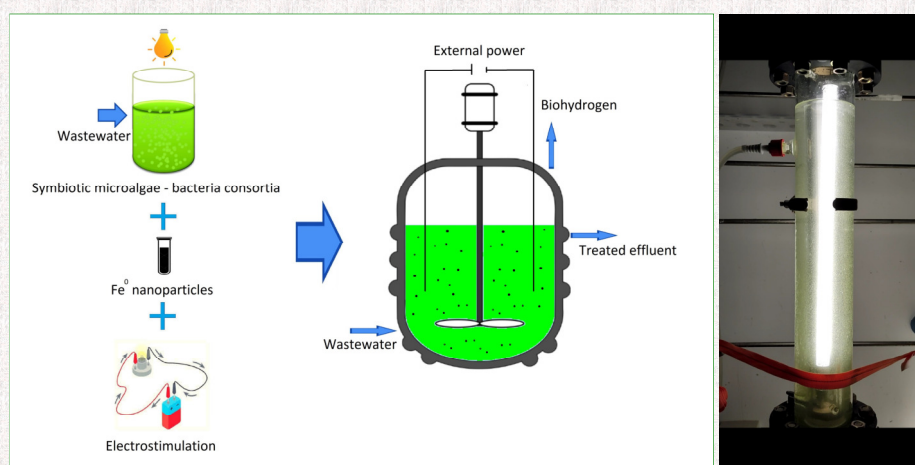 Wastewater
Symbiotic microalgae - bacteria consortia
Fe⁰ nanoparticles
Electrostimulation
External power
Biohydrogen
Treated effluent
Wastewater